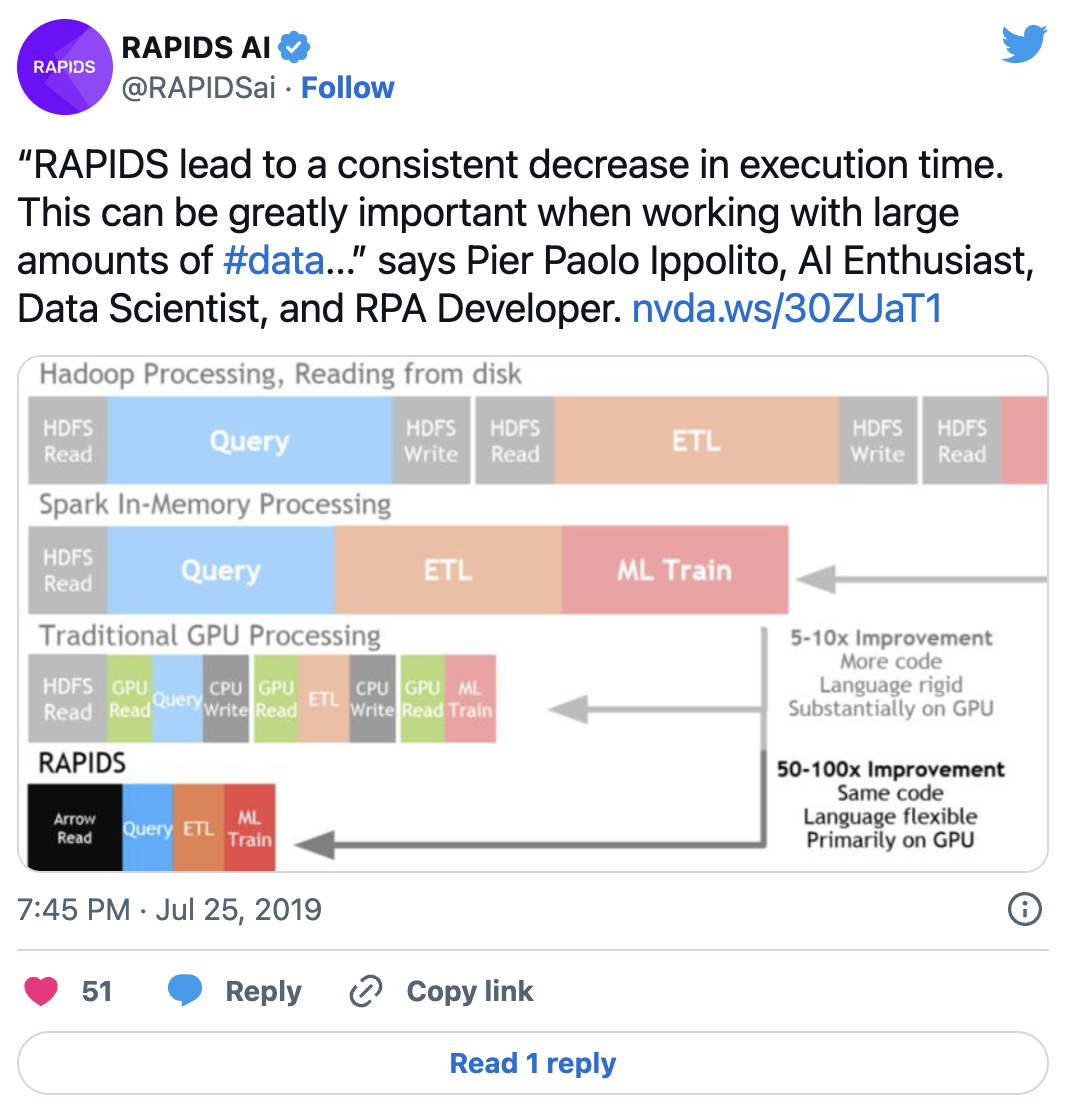 RAPIDS
RAPIDS AI
@RAPIDSai · Follow
“RAPIDS lead to a consistent decrease in execution time.
This can be greatly important when working with large
amounts of #data...” says Pier Paolo Ippolito, AI Enthusiast,
Data Scientist, and RPA Developer. nvda.ws/30ZUaT1
Hadoop Processing, Reading from disk
HDFS Read
Query
HDFS Write
HDFS Read
ETL
HDFS Write
HDFS Read
Spark In-Memory Processing
HDFS Read
Query
ETL
ML Train
Traditional GPU Processing
HDFS Read
GPU Read
Query
CPU Write
GPU Read
ETL
CPU Write
GPU Read
ML Train
5-10x Improvement
More code
Language rigid
Substantially on GPU
RAPIDS
Arrow Read
Query
ETL
ML Train
50-100x Improvement
Same code
Language flexible
Primarily on GPU
7:45 PM · Jul 25, 2019
51
Reply
Copy link
Read 1 reply